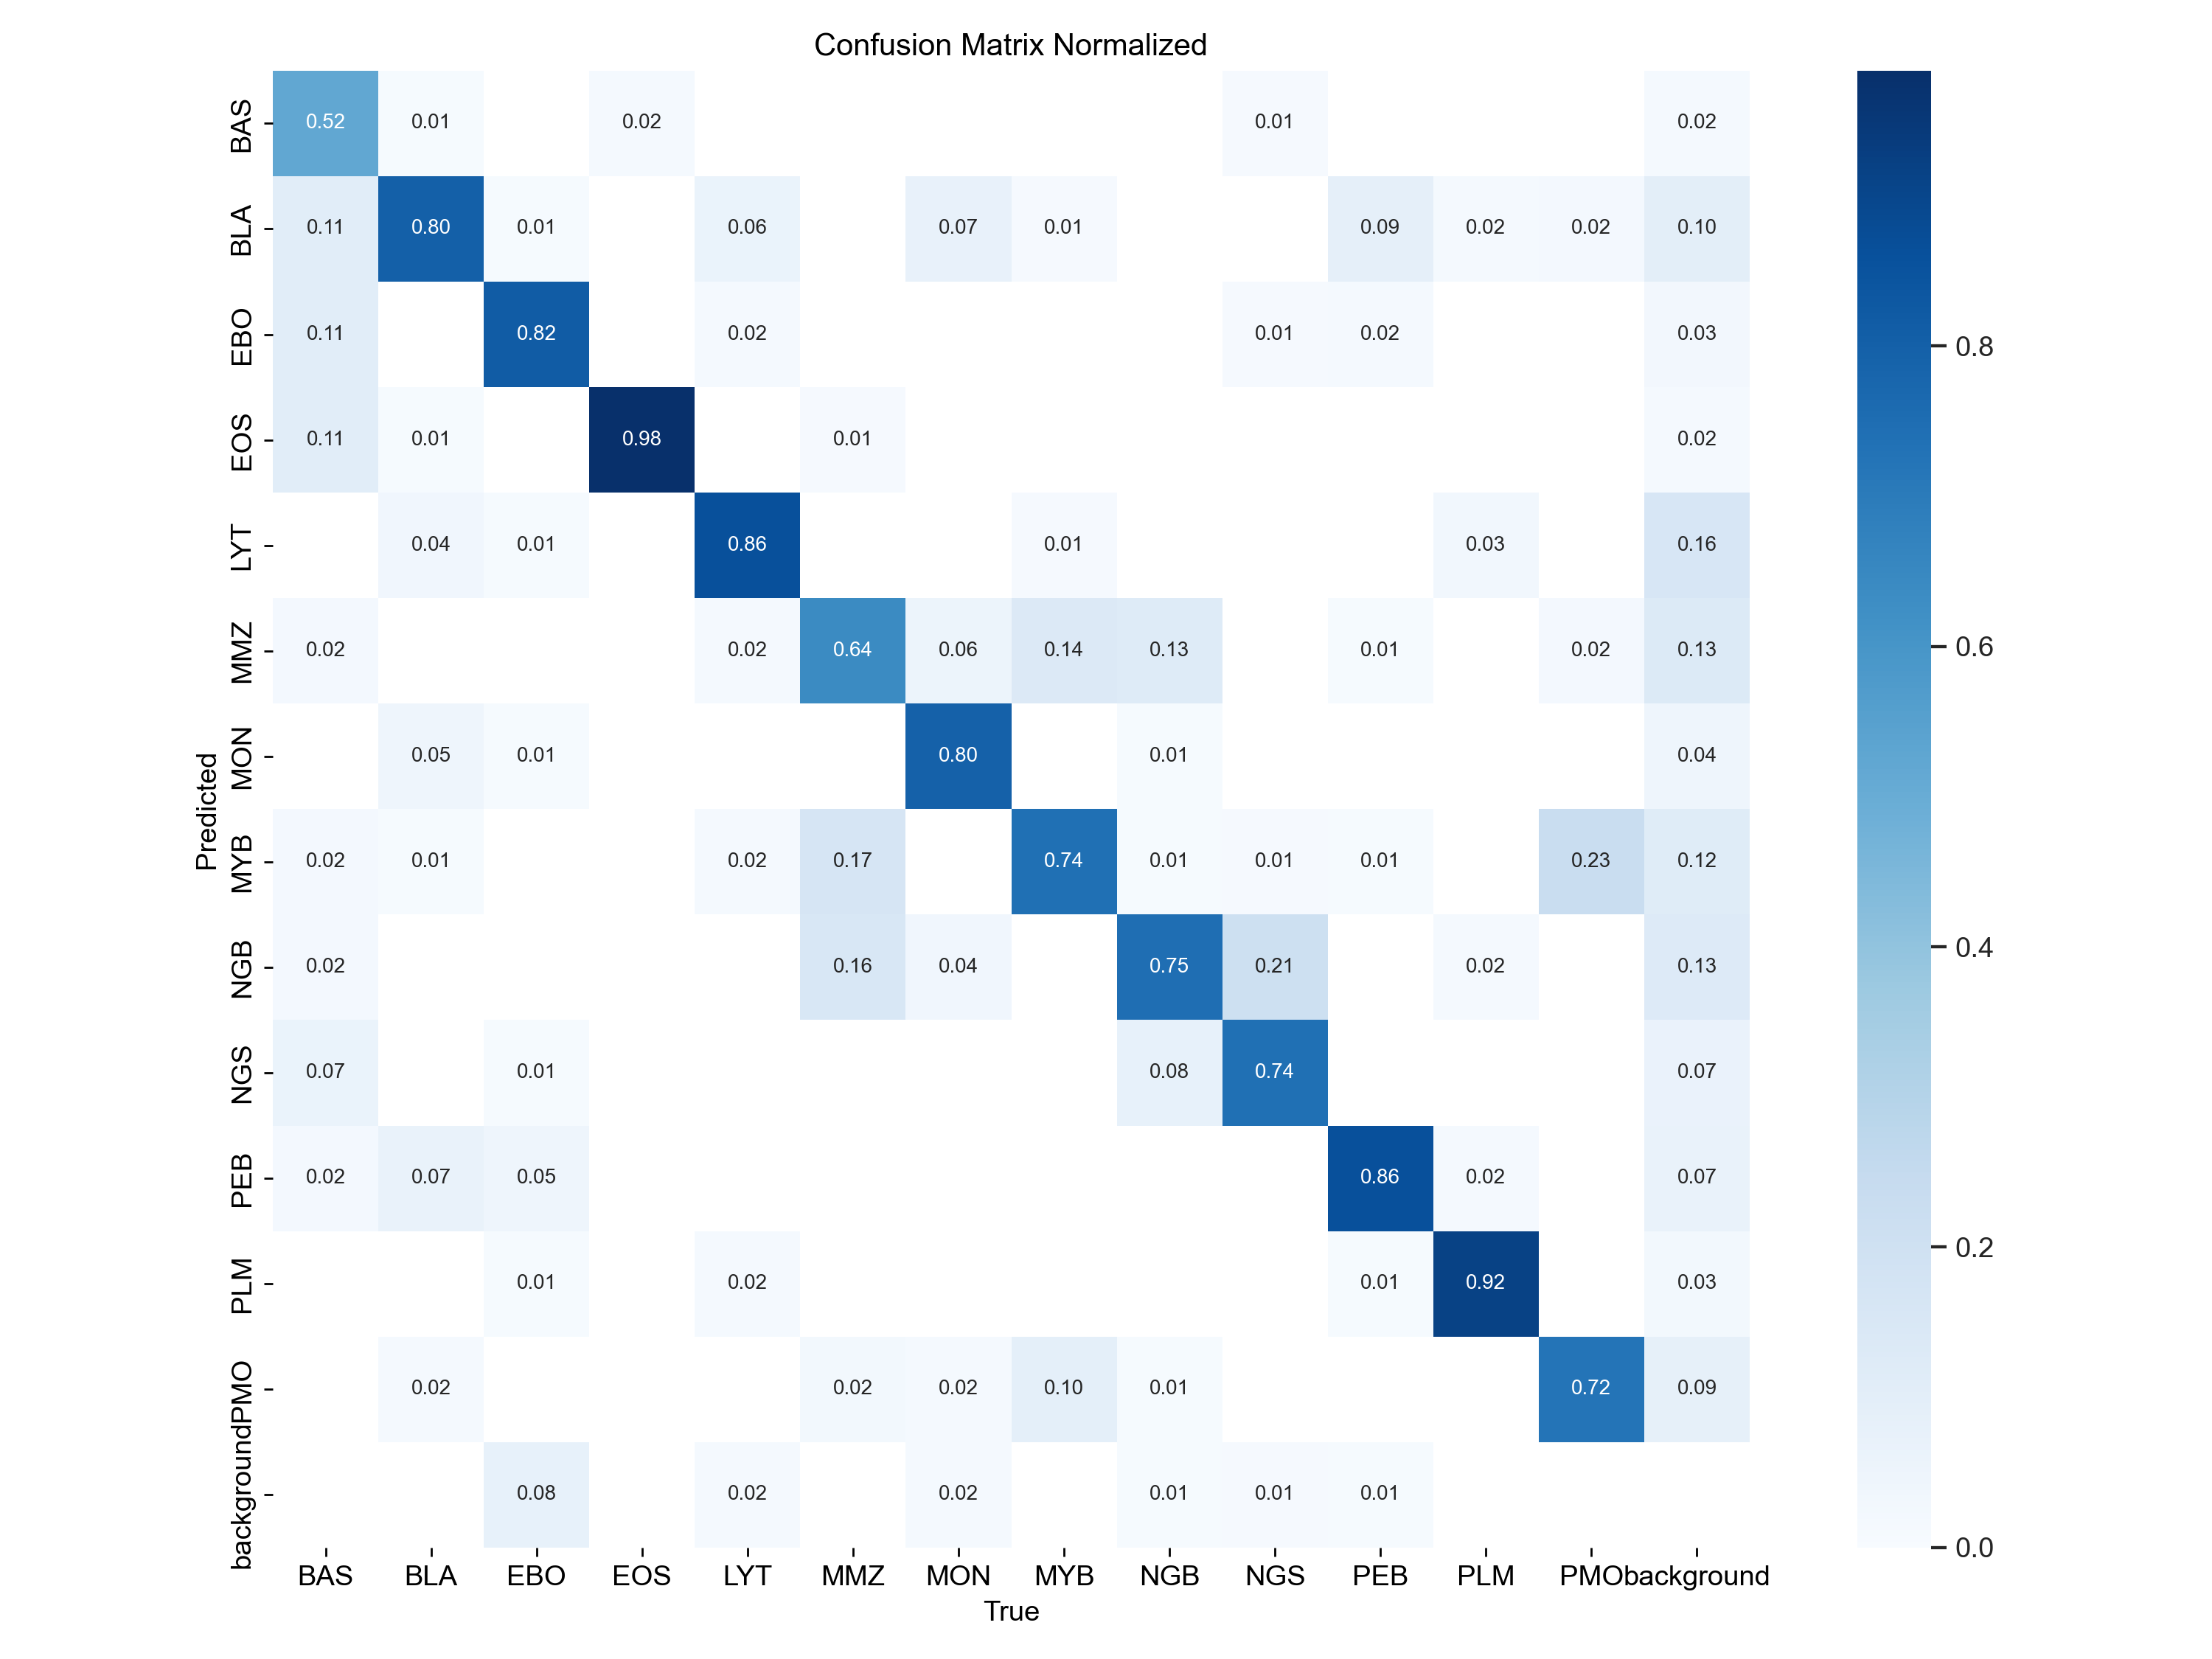 Confusion Matrix Normalized
BAS 0.52 0.01 0.02 0.01 0.02
BLA 0.11 0.80 0.01 0.06 0.07 0.01 0.09 0.02 0.02 0.10
EBO 0.11 0.82 0.02 0.01 0.02 0.03
EOS 0.11 0.01 0.98 0.01 0.02
LYT 0.04 0.01 0.86 0.01 0.03 0.16
MMZ 0.02 0.02 0.64 0.06 0.14 0.13 0.01 0.02 0.13
MON 0.05 0.01 0.80 0.01 0.04
MYB 0.02 0.01 0.02 0.17 0.74 0.01 0.01 0.01 0.23 0.12
NGB 0.02 0.16 0.04 0.75 0.21 0.02 0.13
NGS 0.07 0.01 0.08 0.74 0.07
PEB 0.02 0.07 0.05 0.86 0.02 0.07
PLM 0.01 0.02 0.01 0.92 0.03
PMO 0.02 0.02 0.02 0.10 0.01 0.72 0.09
background 0.08 0.02 0.02 0.01 0.01 0.01
BAS BLA EBO EOS LYT MMZ MON MYB NGB NGS PEB PLM PMO background
True
Predicted
0.8
0.6
0.4
0.2
0.0